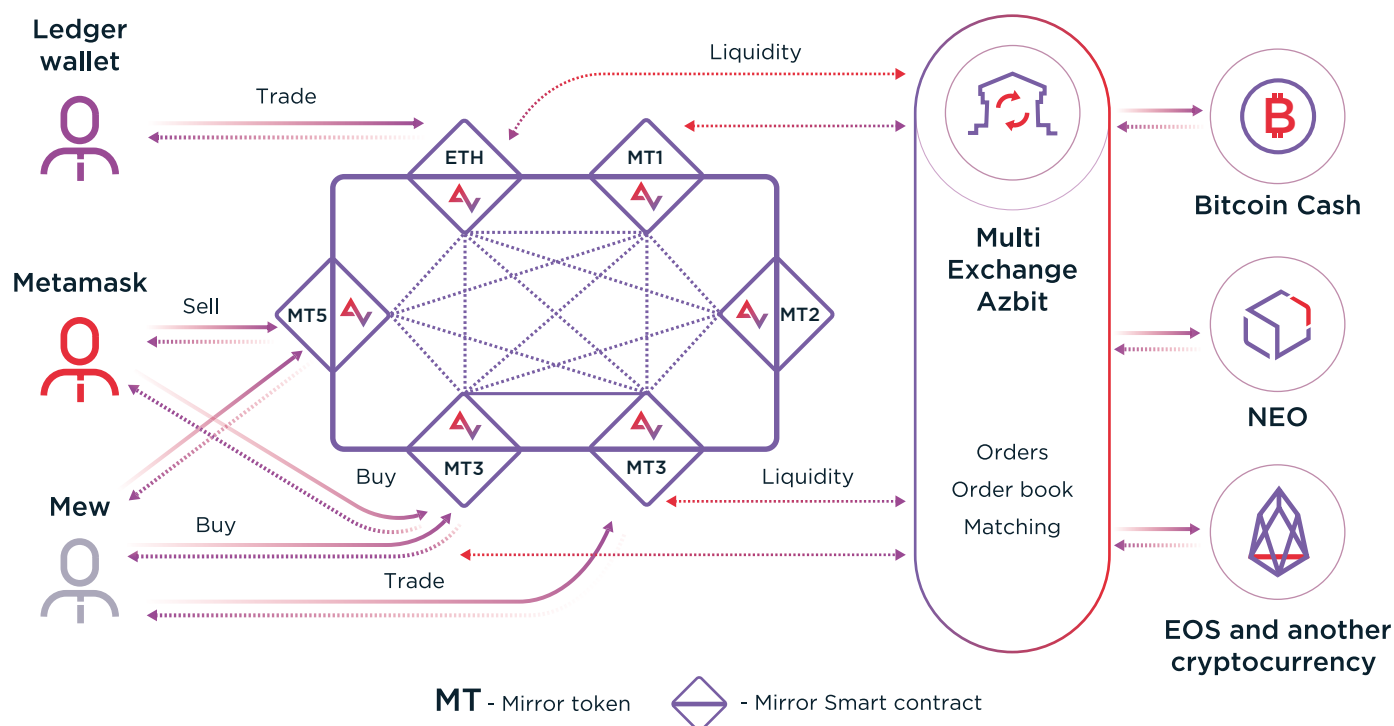 Ledger
wallet
Trade
Liquidity
ETH
MT1
Bitcoin Cash
Multi
Exchange
Azbit
Metamask
Sell
MT5
MT2
NEO
Orders
Order book
Matching
Buy
MT3
MT3
Liquidity
Mew
Buy
Trade
EOS and another
cryptocurrency
MT - Mirror token
- Mirror Smart contract